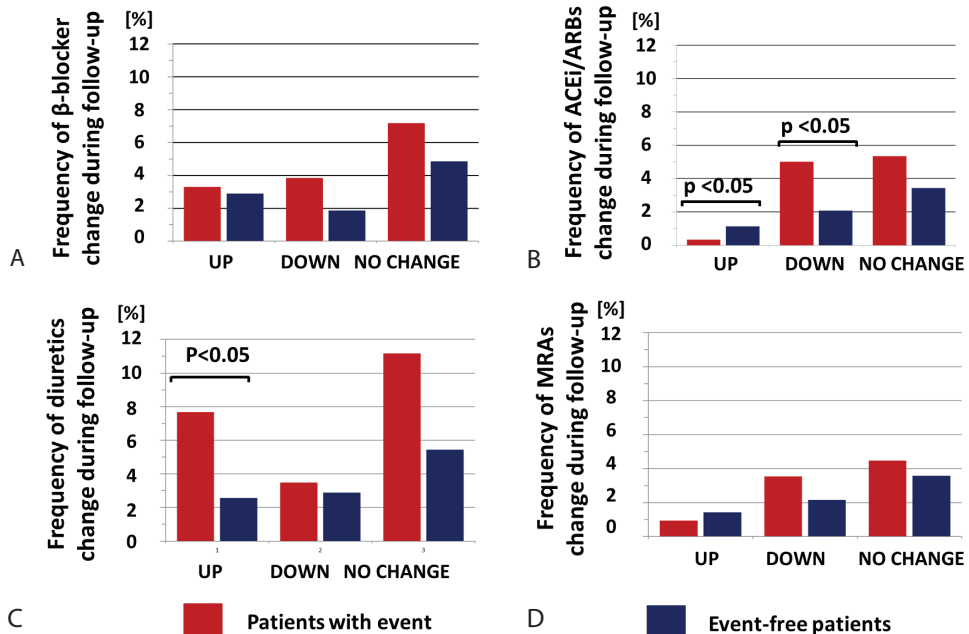 [%]
Frequency of β-blocker
change during follow-up
12
10
8
6
4
2
0
UP DOWN NO CHANGE
A
[%]
Frequency of ACEi/ARBs
change during follow-up
12
10
8
6
4
2
0
p <0.05
p <0.05
UP DOWN NO CHANGE
B
[%]
Frequency of diuretics
change during follow-up
12
10
8
6
4
2
0
P<0.05
1 2 3
UP DOWN NO CHANGE
C
[%]
Frequency of MRAs
change during follow-up
12
10
8
6
4
2
0
UP DOWN NO CHANGE
D
Patients with event
Event-free patients